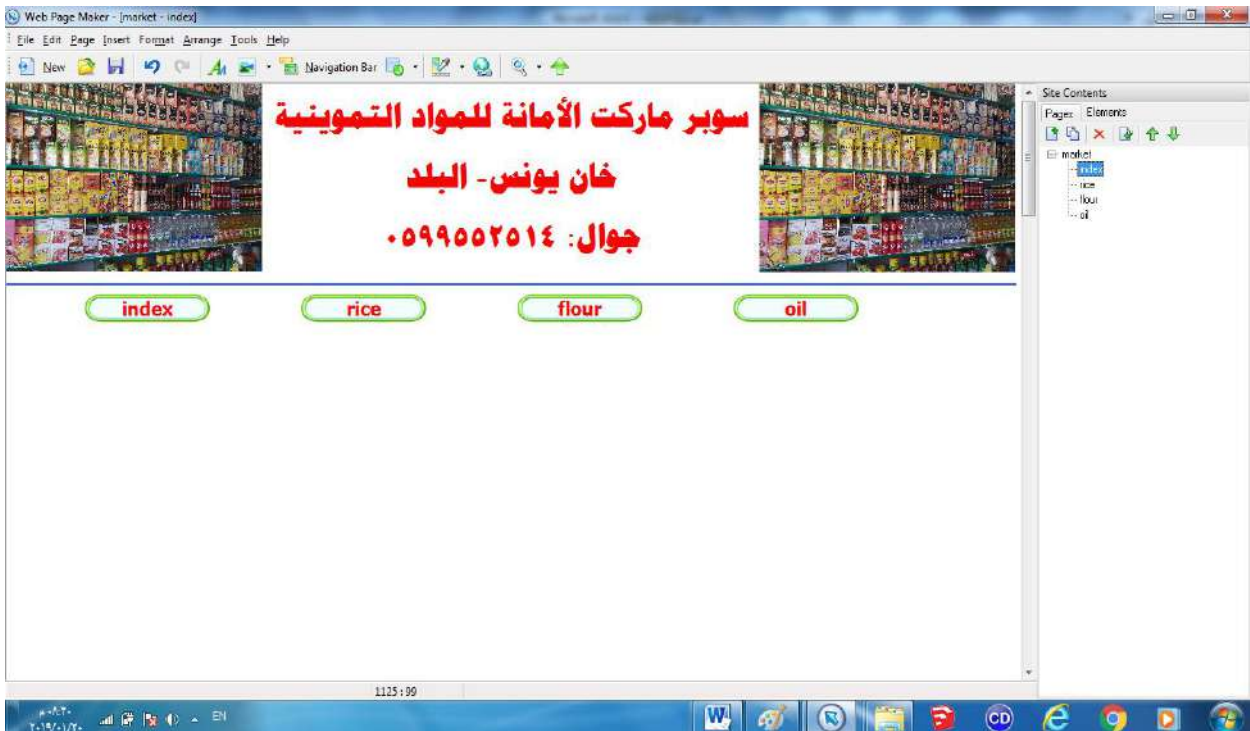 Web Page Maker - [market - index]
File Edit Page Insert Format Arrange Tools Help
New Navigation Bar
سوبر ماركت الأمانة للمواد التموينية
خان يونس- البلد
جوال: ٠٥٩٩٥٥٢٥١٤
index rice flour oil
Site Contents
Pages Elements
market
index
rice
flour
oil
1125 : 99
EN
W CD